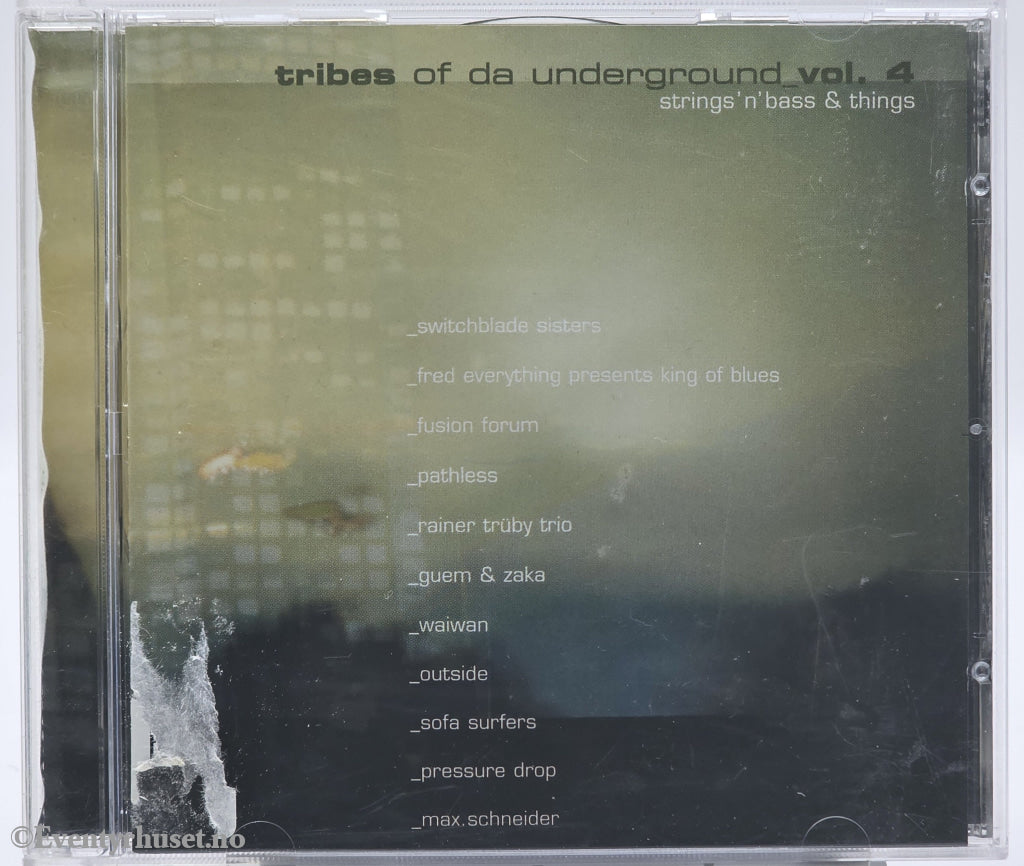 tribes of da underground_vol. 4
strings'n'bass & things
_switchblade sisters
_fred everything presents king of blues
_fusion forum
_pathless
_rainer trüby trio
_guem & zaka
_waiwan
_outside
_sofa surfers
_pressure drop
_max.schneider
©Eventyrhuset.no